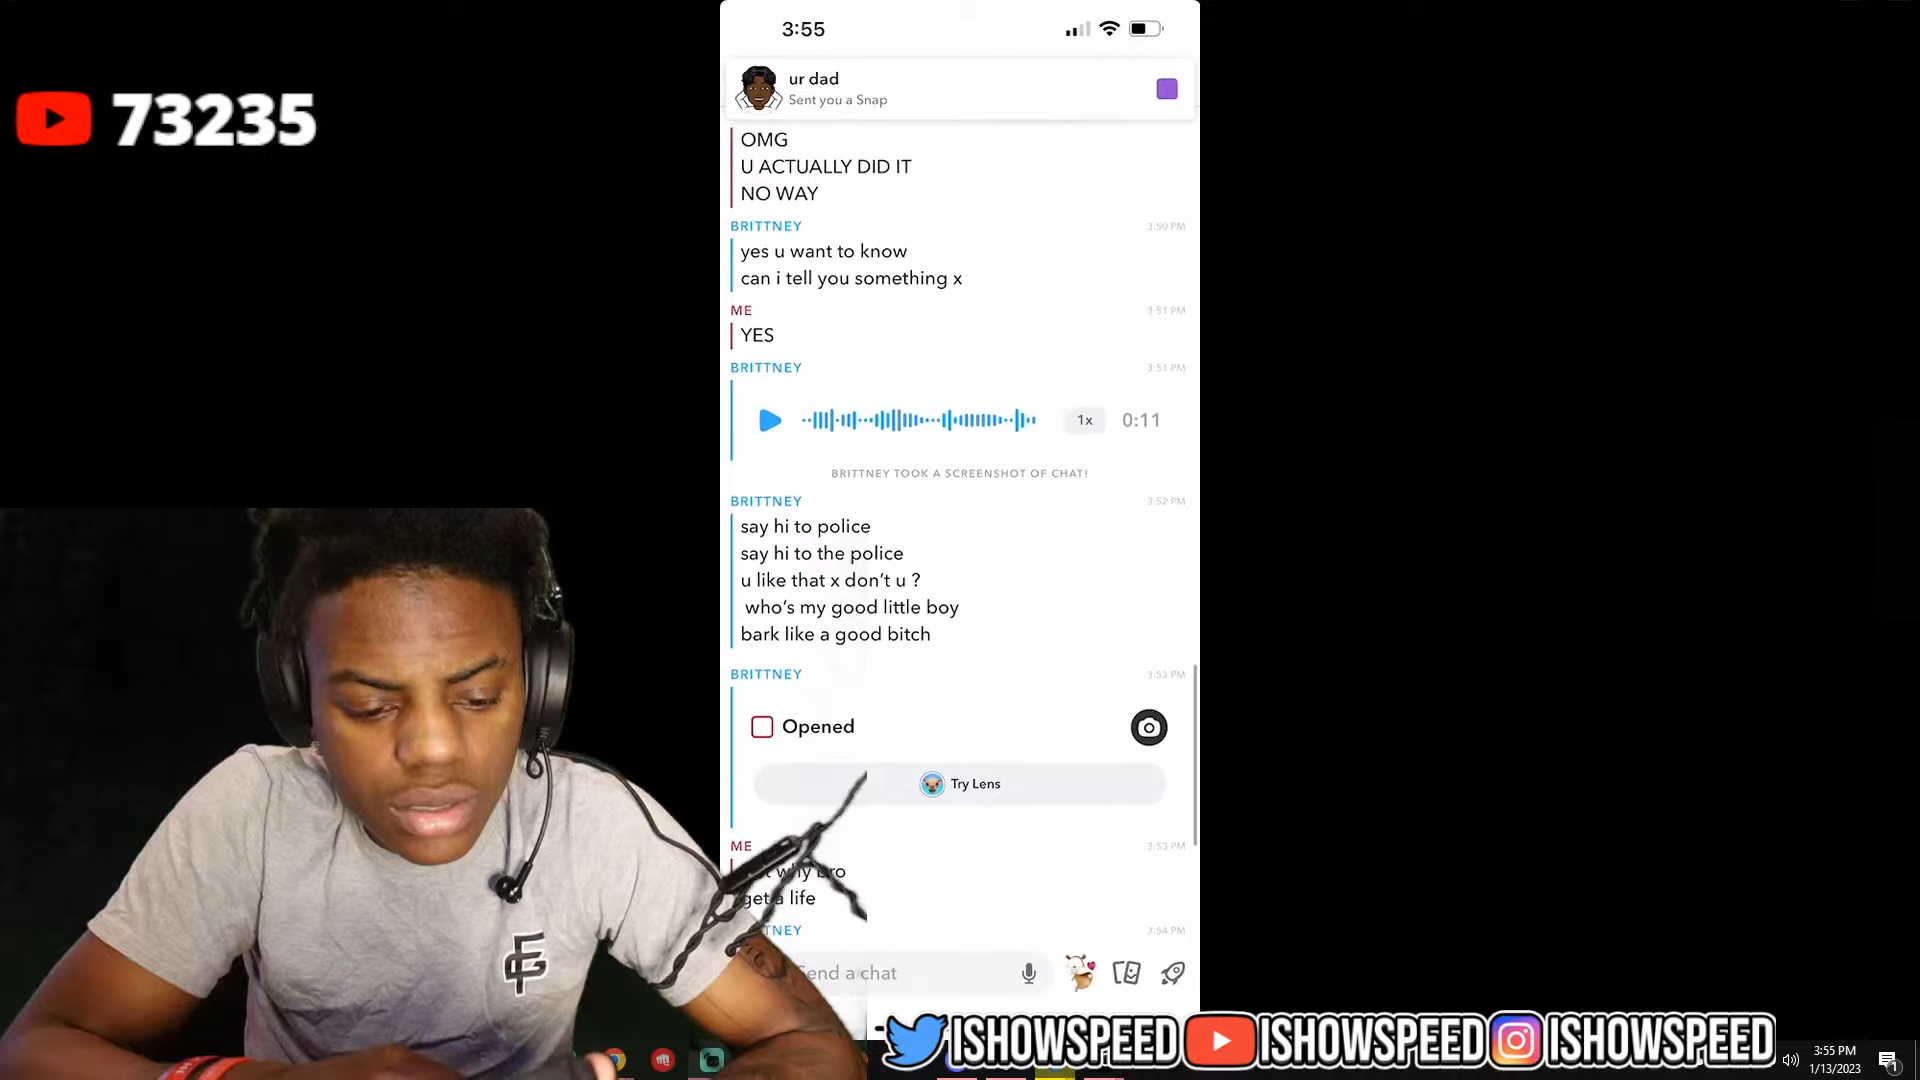 3:55
73235
ur dad
Sent you a Snap
OMG
U ACTUALLY DID IT
NO WAY
BRITTNEY 3:50 PM
yes u want to know
can i tell you something x
ME 3:51 PM
YES
BRITTNEY 3:51 PM
1x 0:11
BRITTNEY TOOK A SCREENSHOT OF CHAT!
BRITTNEY 3:52 PM
say hi to police
say hi to the police
u like that x don't u ?
who's my good little boy
bark like a good bitch
BRITTNEY 3:53 PM
Opened
Try Lens
ME 3:53 PM
why bro
get a life
3:54 PM
Send a chat
ISHOWSPEED ISHOWSPEED ISHOWSPEED
3:55 PM
1/13/2023